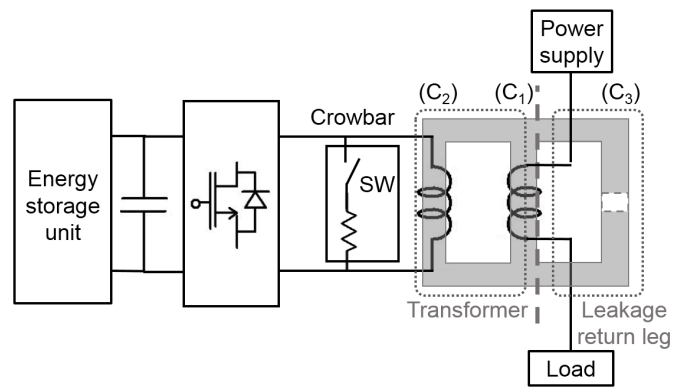 Power
supply
(C₂)
(C₁)
(C₃)
Crowbar
Energy
storage
unit
SW
Transformer
Leakage
return leg
Load